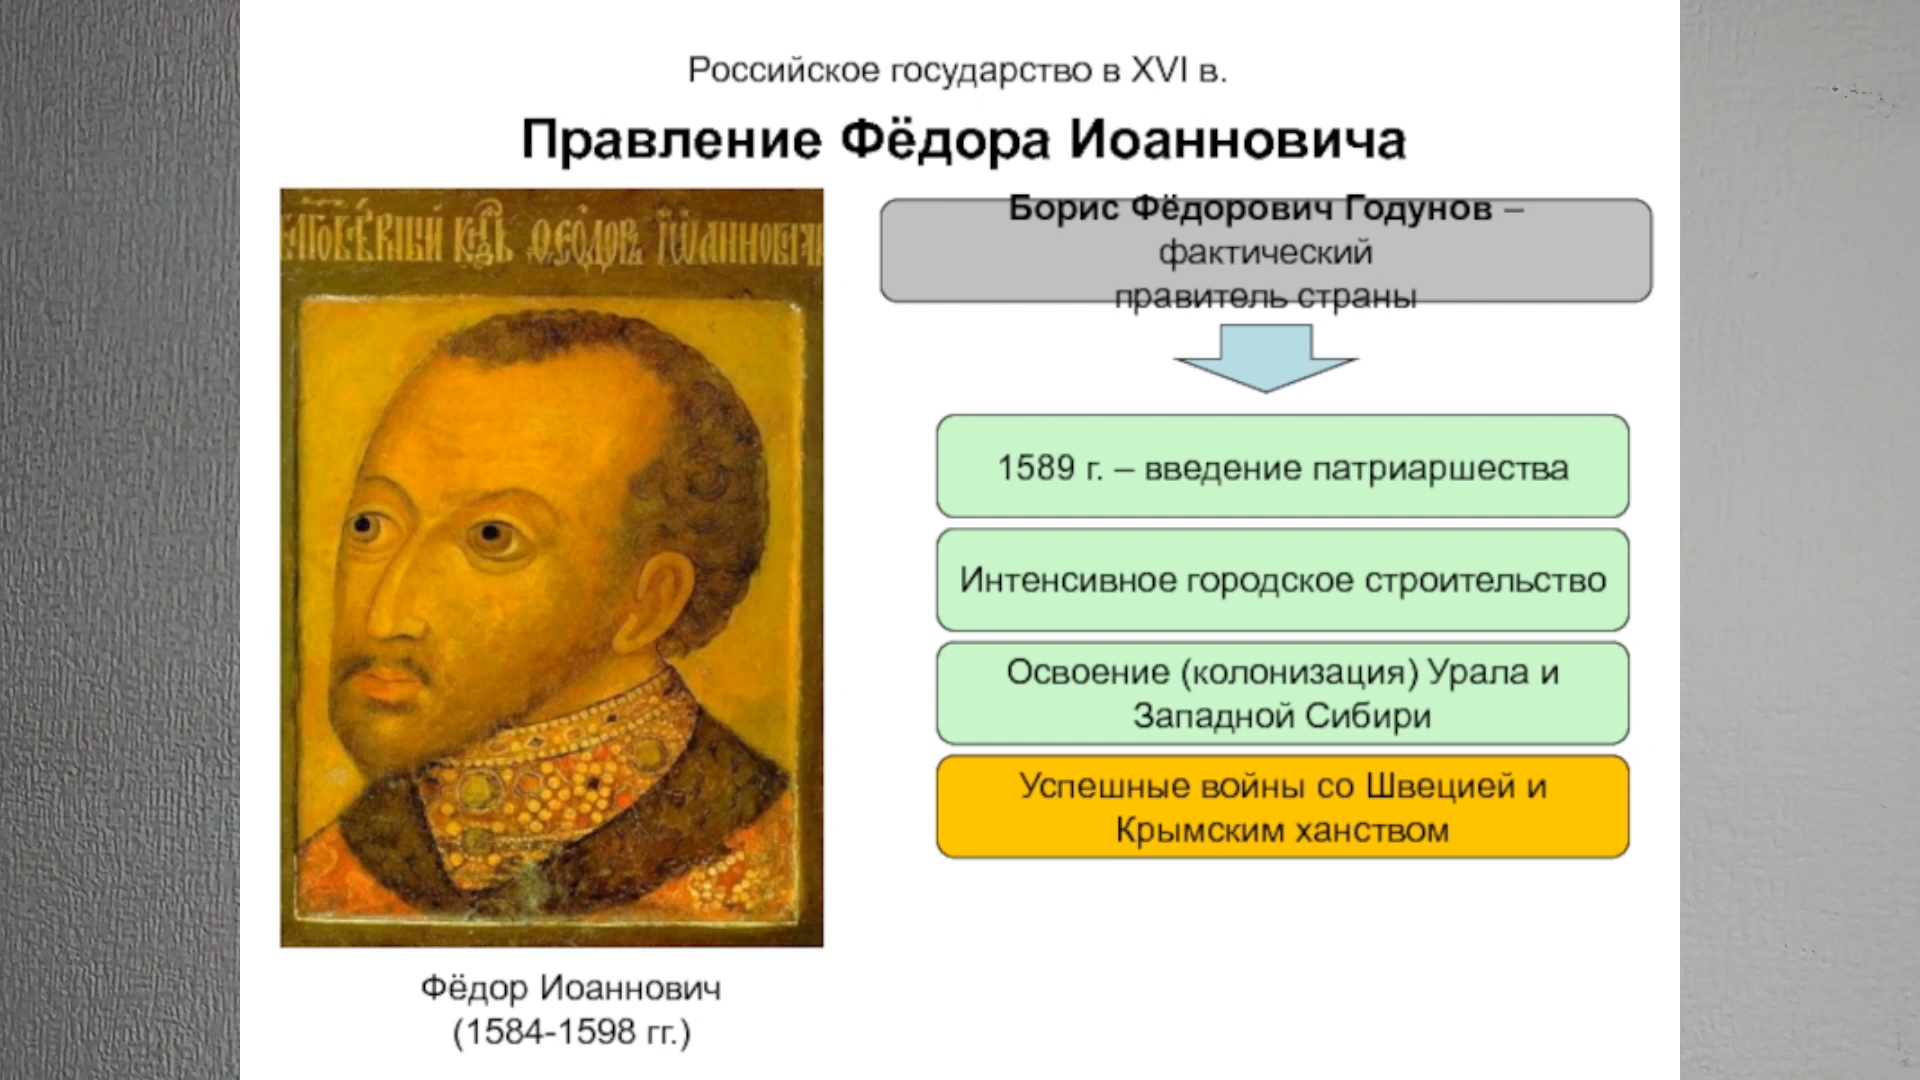 Российское государство в XVI в.
Правление Фёдора Иоанновича
Борис Фёдорович Годунов –
фактический
правитель страны
1589 г. – введение патриаршества
Интенсивное городское строительство
Освоение (колонизация) Урала и
Западной Сибири
Успешные войны со Швецией и
Крымским ханством
Фёдор Иоаннович
(1584-1598 гг.)